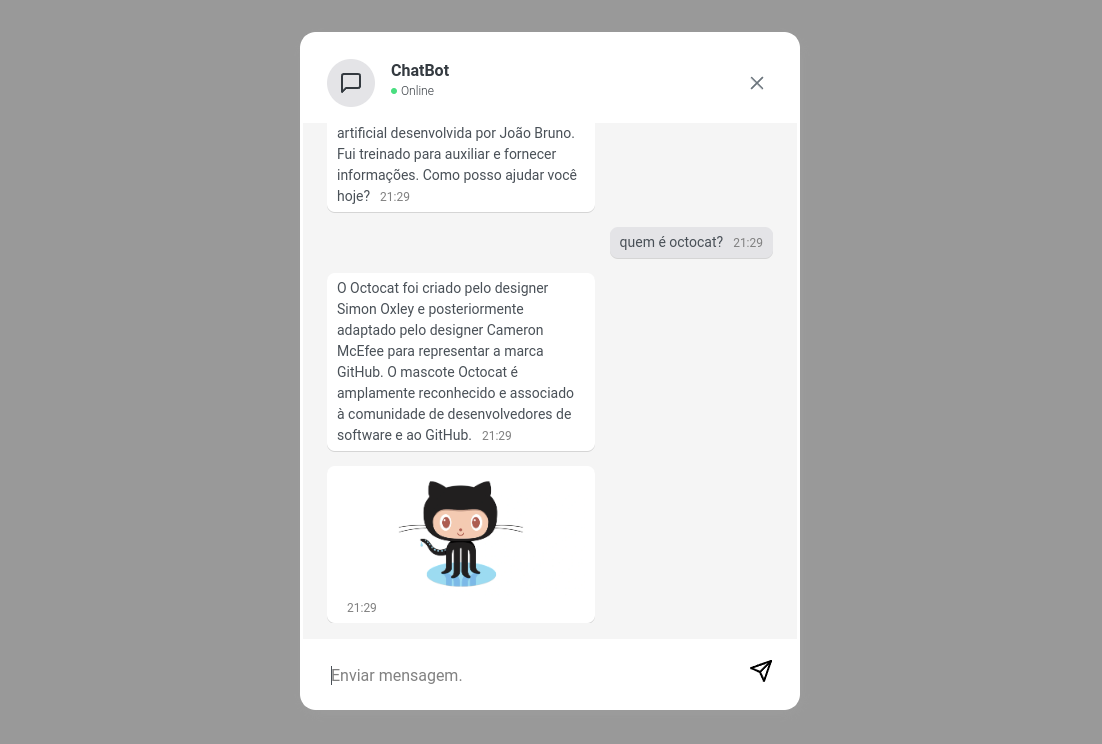 ChatBot
Online
artificial desenvolvida por João Bruno.
Fui treinado para auxiliar e fornecer
informações. Como posso ajudar você
hoje? 21:29
quem é octocat? 21:29
O Octocat foi criado pelo designer
Simon Oxley e posteriormente
adaptado pelo designer Cameron
McEfee para representar a marca
GitHub. O mascote Octocat é
amplamente reconhecido e associado
à comunidade de desenvolvedores de
software e ao GitHub. 21:29
21:29
Enviar mensagem.